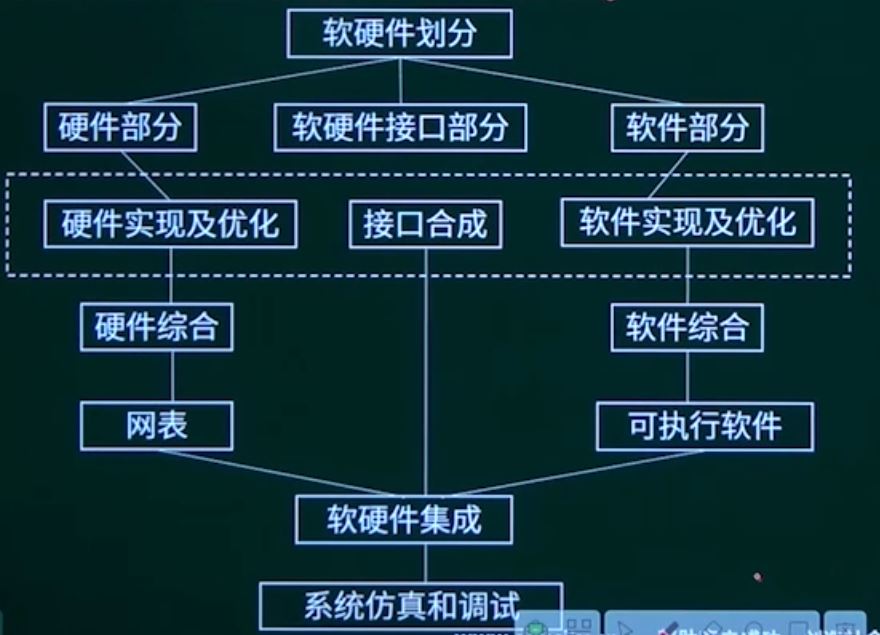 软硬件划分
硬件部分
软硬件接口部分
软件部分
硬件实现及优化
接口合成
软件实现及优化
硬件综合
软件综合
网表
可执行软件
软硬件集成
系统仿真和调试